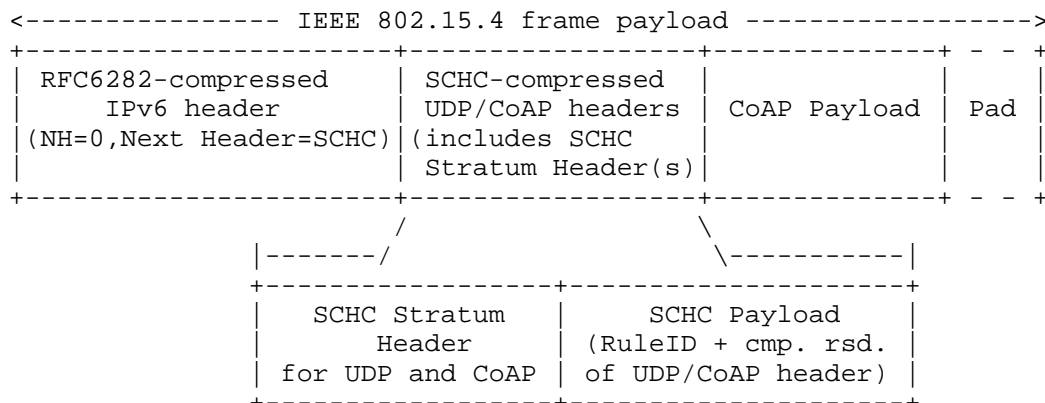 <---------------- IEEE 802.15.4 frame payload ------------------>
+-----------------------+------------------+--------------+ - - +
| RFC6282-compressed | SCHC-compressed | | |
| IPv6 header | UDP/CoAP headers | CoAP Payload | Pad |
|(NH=0,Next Header=SCHC)|(includes SCHC | | |
| | Stratum Header(s)| | |
+-----------------------+------------------+--------------+ - - +
/ \
|-------/ \-----------|
+------------------+---------------------+
| SCHC Stratum | SCHC Payload |
| Header | (RuleID + cmp. rsd. |
| for UDP and CoAP | of UDP/CoAP header) |
+------------------+---------------------+